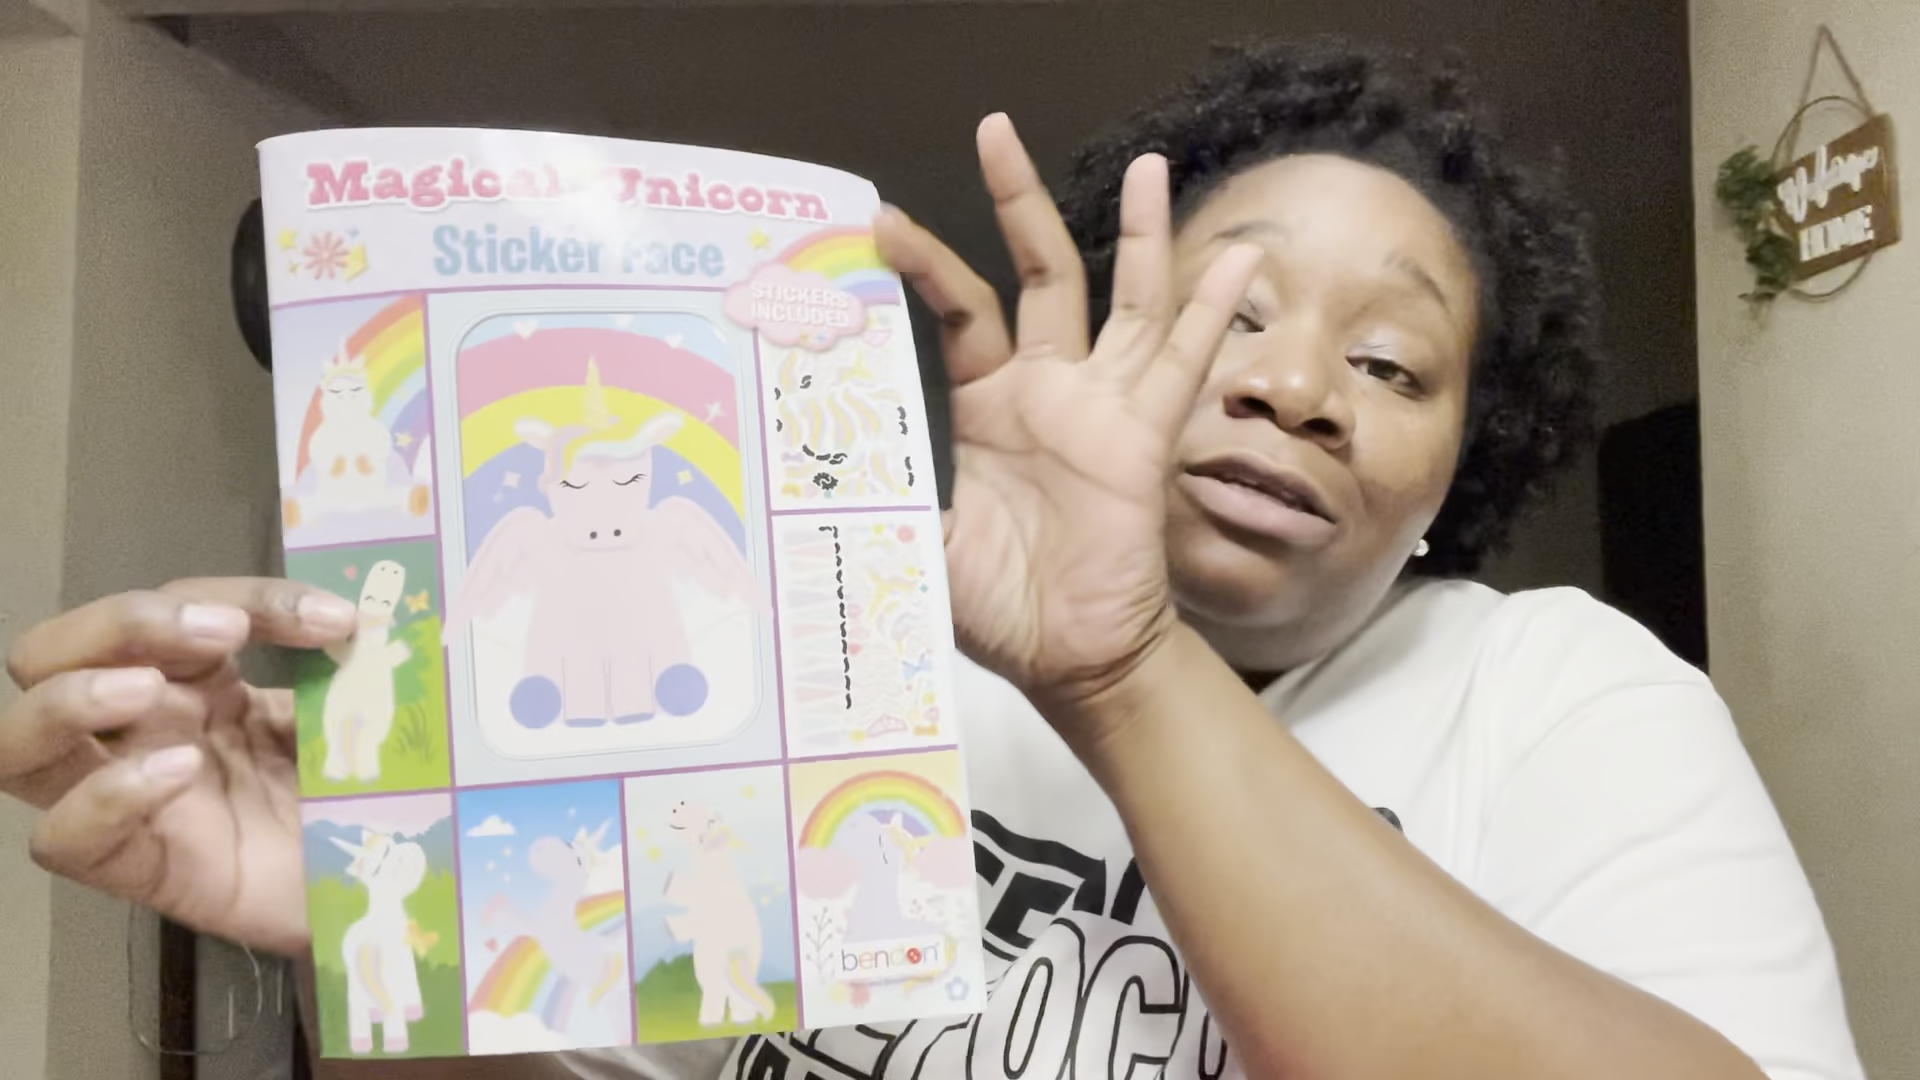 Magical Unicorn
Sticker Face
STICKERS
INCLUDED
bendon
HOME